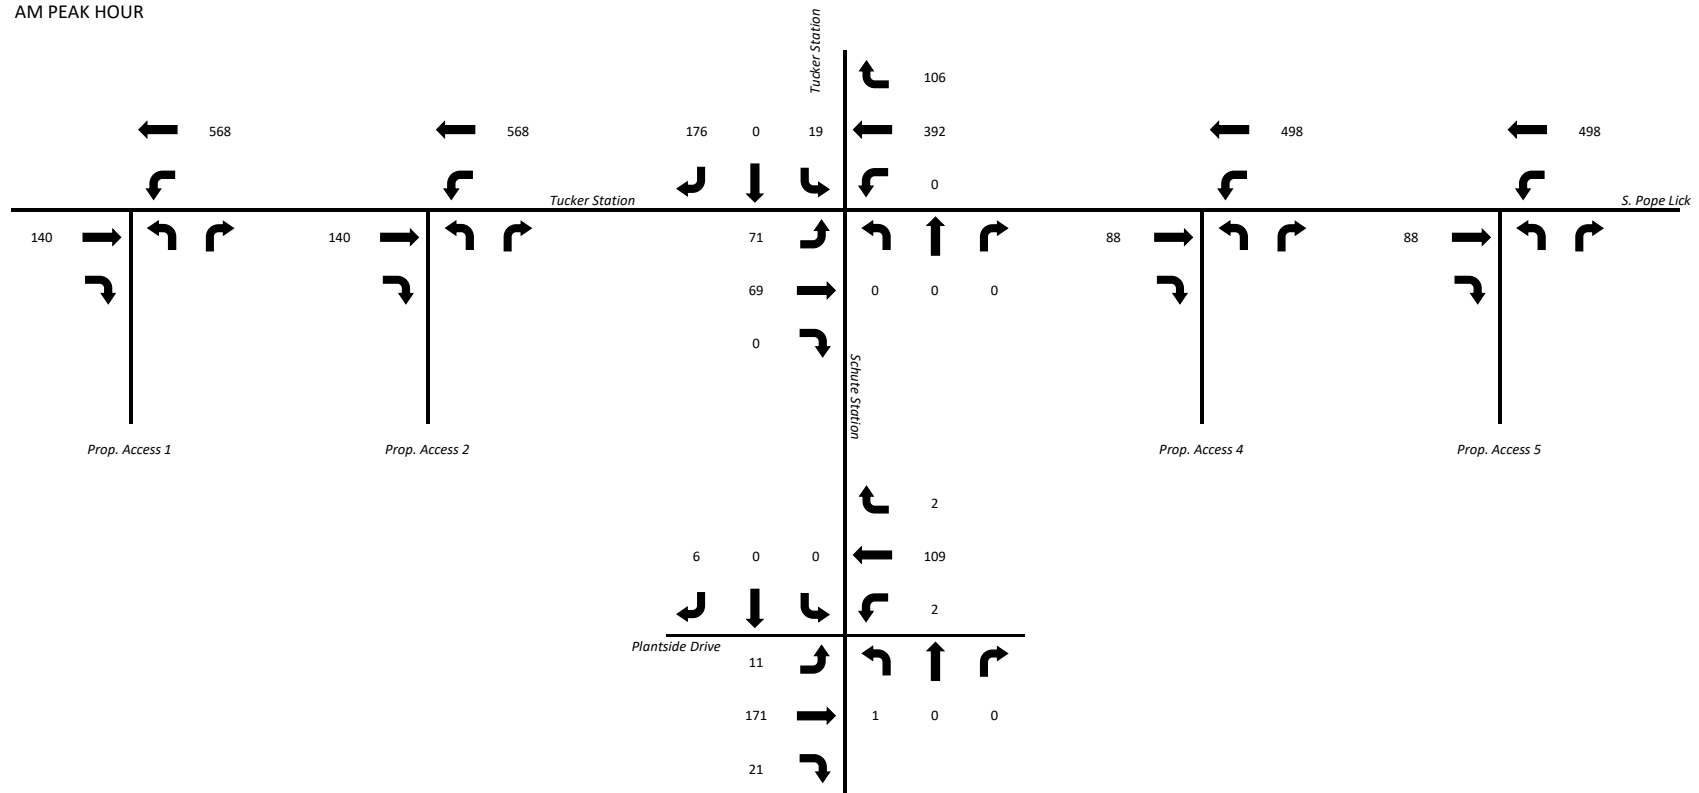 AM PEAK HOUR
Tucker Station
106
568
568
176 0 19
392
498
498
0
Tucker Station
S. Pope Lick
140
140
71
88
88
69
0 0 0
0
Schute Station
Prop. Access 1
Prop. Access 2
Prop. Access 4
Prop. Access 5
2
6 0 0
109
2
Plantside Drive
11
171
1 0 0
21